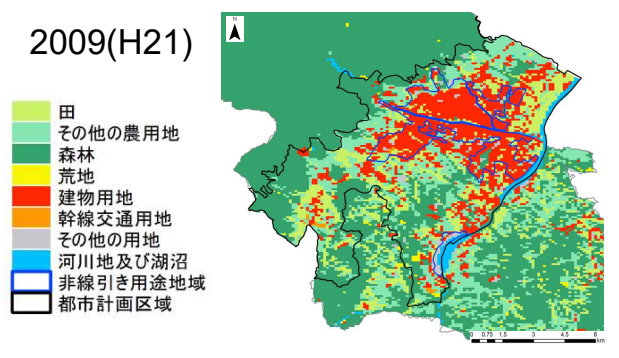 2009(H21)
N
田
その他の農用地
森林
荒地
建物用地
幹線交通用地
その他の用地
河川地及び湖沼
非線引き用途地域
都市計画区域
0 0.75 1.5 3 4.5 6
km